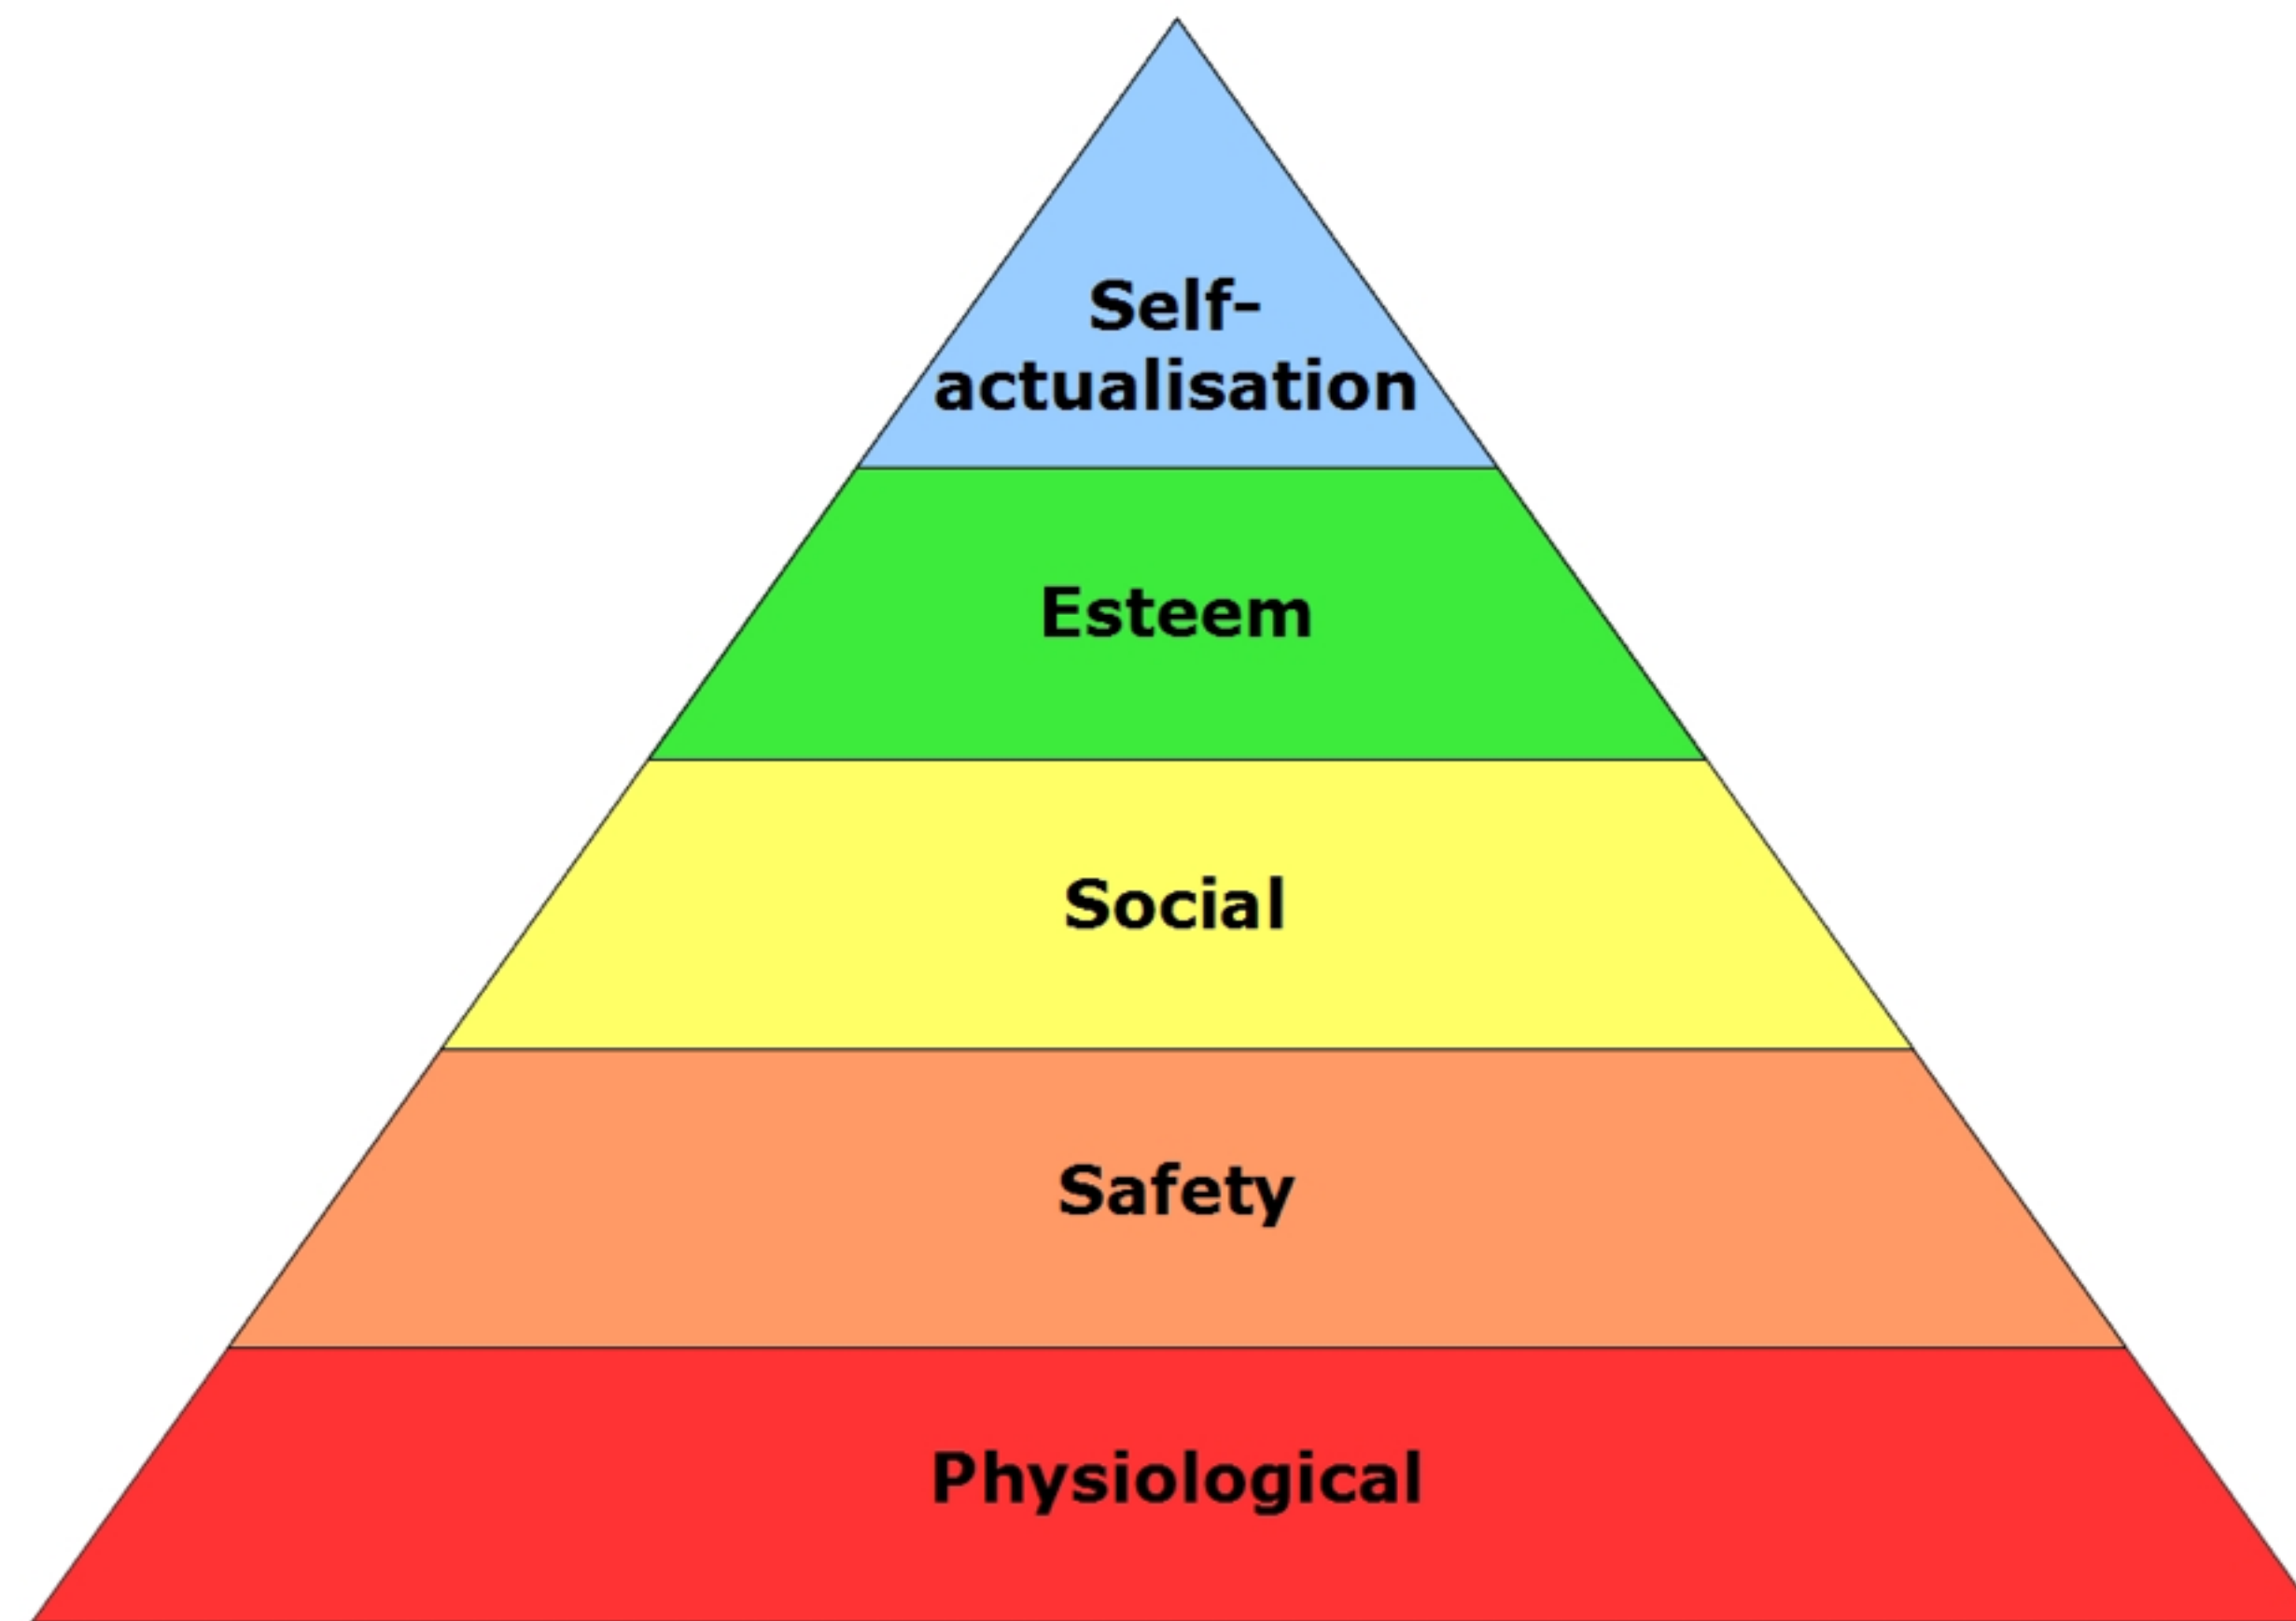 Self-
actualisation
Esteem
Social
Safety
Physiological